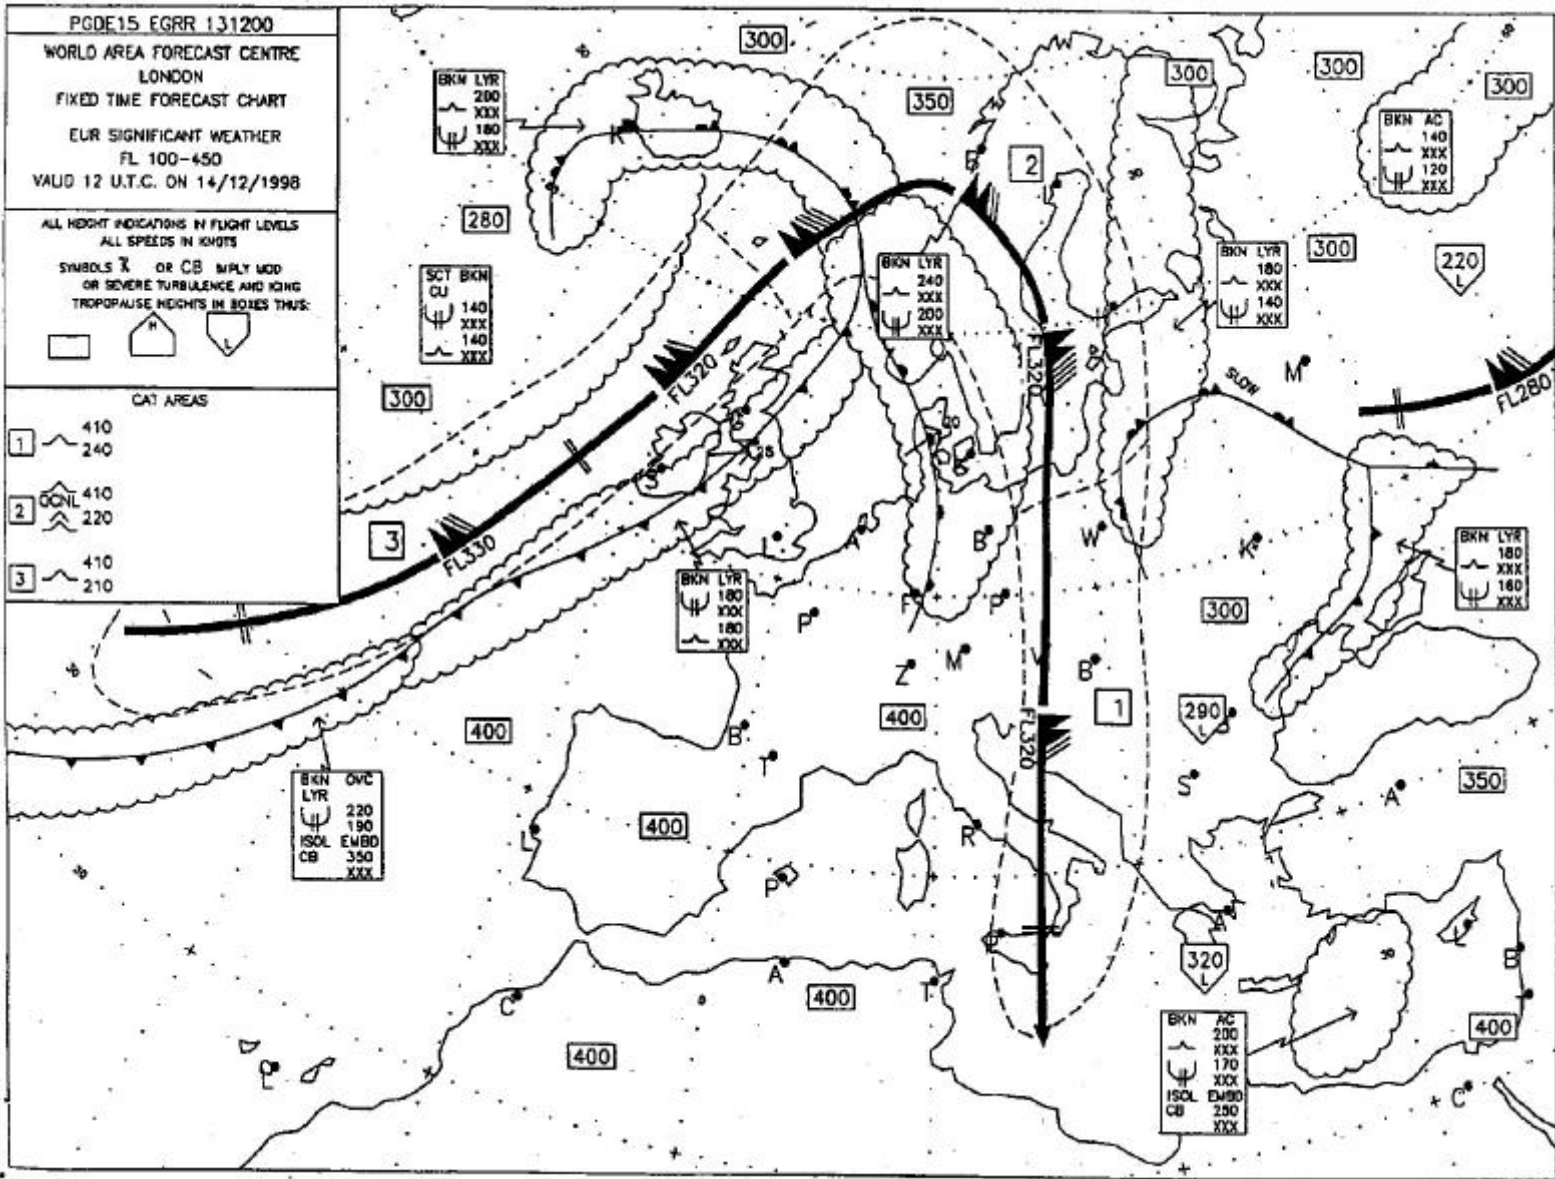 PGDE15 EGRR 131200
WORLD AREA FORECAST CENTRE
LONDON
FIXED TIME FORECAST CHART
EUR SIGNIFICANT WEATHER
FL 100-450
VALID 12 U.T.C. ON 14/12/1998
ALL HEIGHT INDICATIONS IN FLIGHT LEVELS
ALL SPEEDS IN KNOTS
SYMBOLS OR CB IMPLY MOD
OR SEVERE TURBULENCE AND ICING
TROPOPAUSE HEIGHTS IN BOXES THUS:
H
L
CAT AREAS
1 410
240
2 OCNL 410
220
3 410
210
300
BKN LYR
200
XXX
180
XXX
K
280
350
300
300
300
BKN AC
140
XXX
120
XXX
2
SCT BKN
CU
140
XXX
140
XXX
BKN LYR
240
XXX
200
XXX
BKN LYR
180
XXX
140
XXX
300
220
L
300
FL320
FL320
SLOW
M
FL280
3
FL330
S
L
A
B
W
K
BKN LYR
180
XXX
180
XXX
BKN LYR
180
XXX
160
XXX
P
F
P
300
Z
M
V
B
400
B
T
400
FL320
1
290
L
S
350
A
BKN OVC
LYR
220
190
ISOL EMBD
CB 350
XXX
L
400
R
P
A
L
B
320
L
C
A
400
T
400
400
L
BKN AC
200
XXX
170
XXX
ISOL EMBD
CB 250
XXX
C